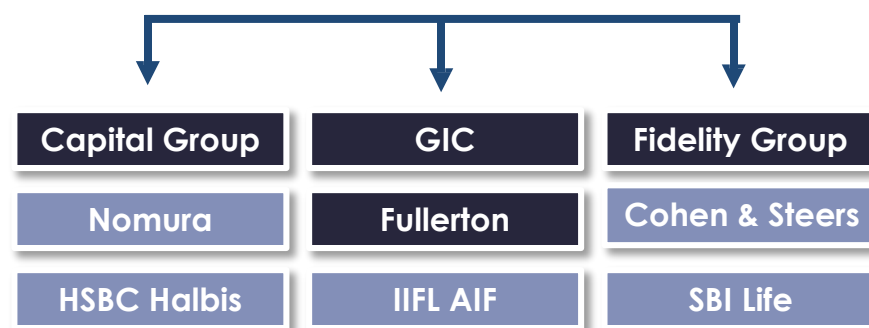 Capital Group
GIC
Fidelity Group
Nomura
Fullerton
Cohen & Steers
HSBC Halbis
IIFL AIF
SBI Life